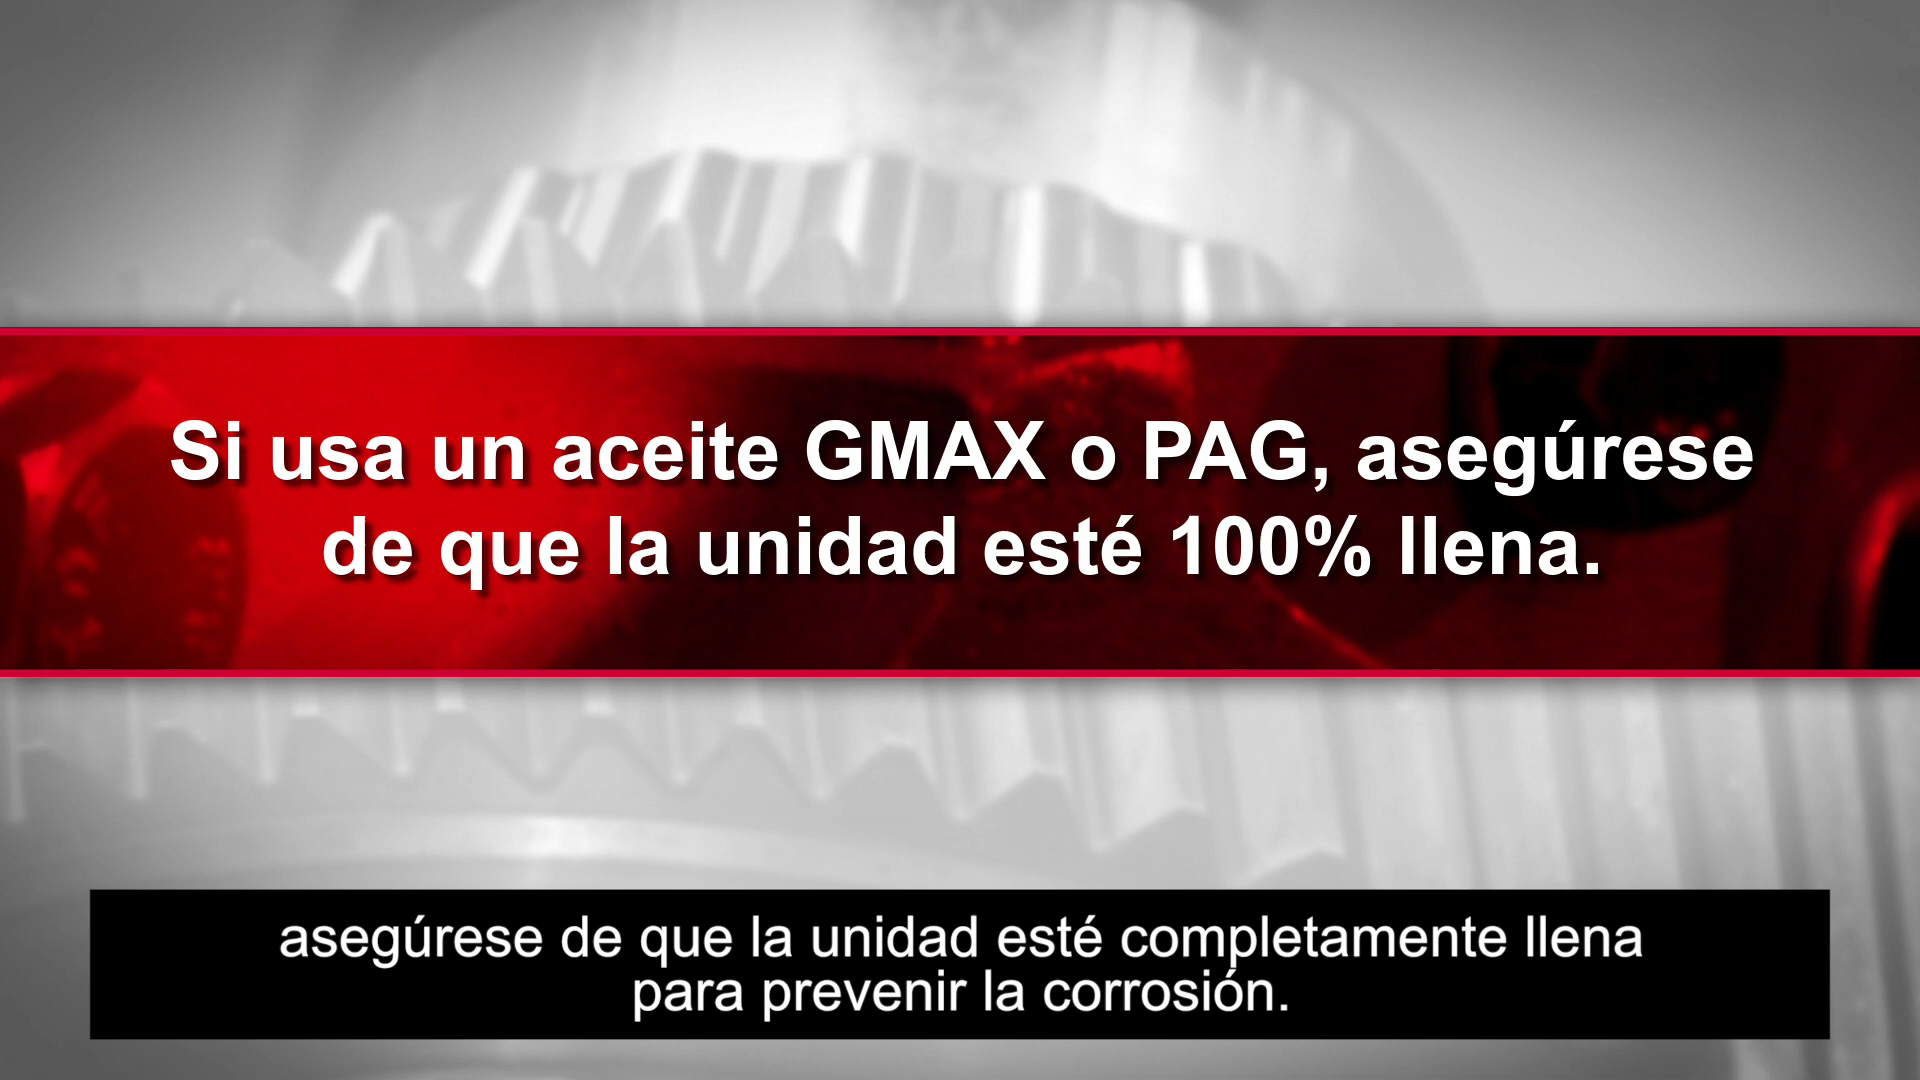 Si usa un aceite GMAX o PAG, asegúrese
de que la unidad esté 100% llena.
asegúrese de que la unidad esté completamente llena
para prevenir la corrosión.